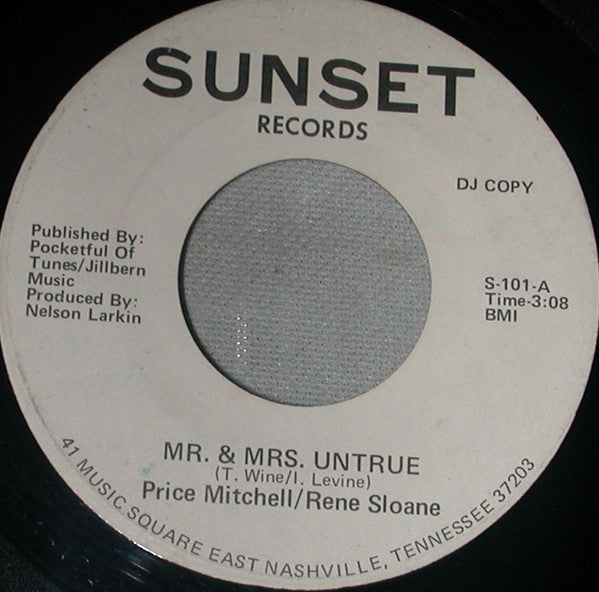 SUNSET
RECORDS
DJ COPY
Published By:
Pocketful Of
Tunes/Jillbern
Music
Produced By:
Nelson Larkin
S-101-A
Time-3:08
BMI
MR. & MRS. UNTRUE
(T. Wine/I. Levine)
Price Mitchell/Rene Sloane
41 MUSIC SQUARE EAST NASHVILLE, TENNESSEE 37203